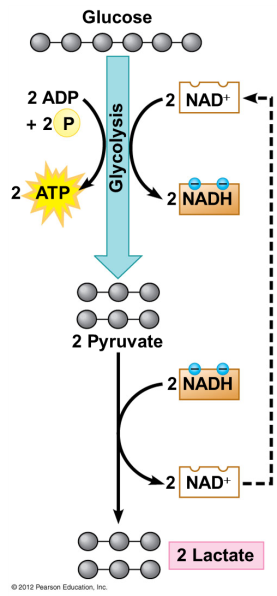 Glucose
2 ADP
+ 2 P
2 ATP
Glycolysis
2 NAD+
2 NADH
2 Pyruvate
2 NADH
2 NAD+
2 Lactate
© 2012 Pearson Education, Inc.